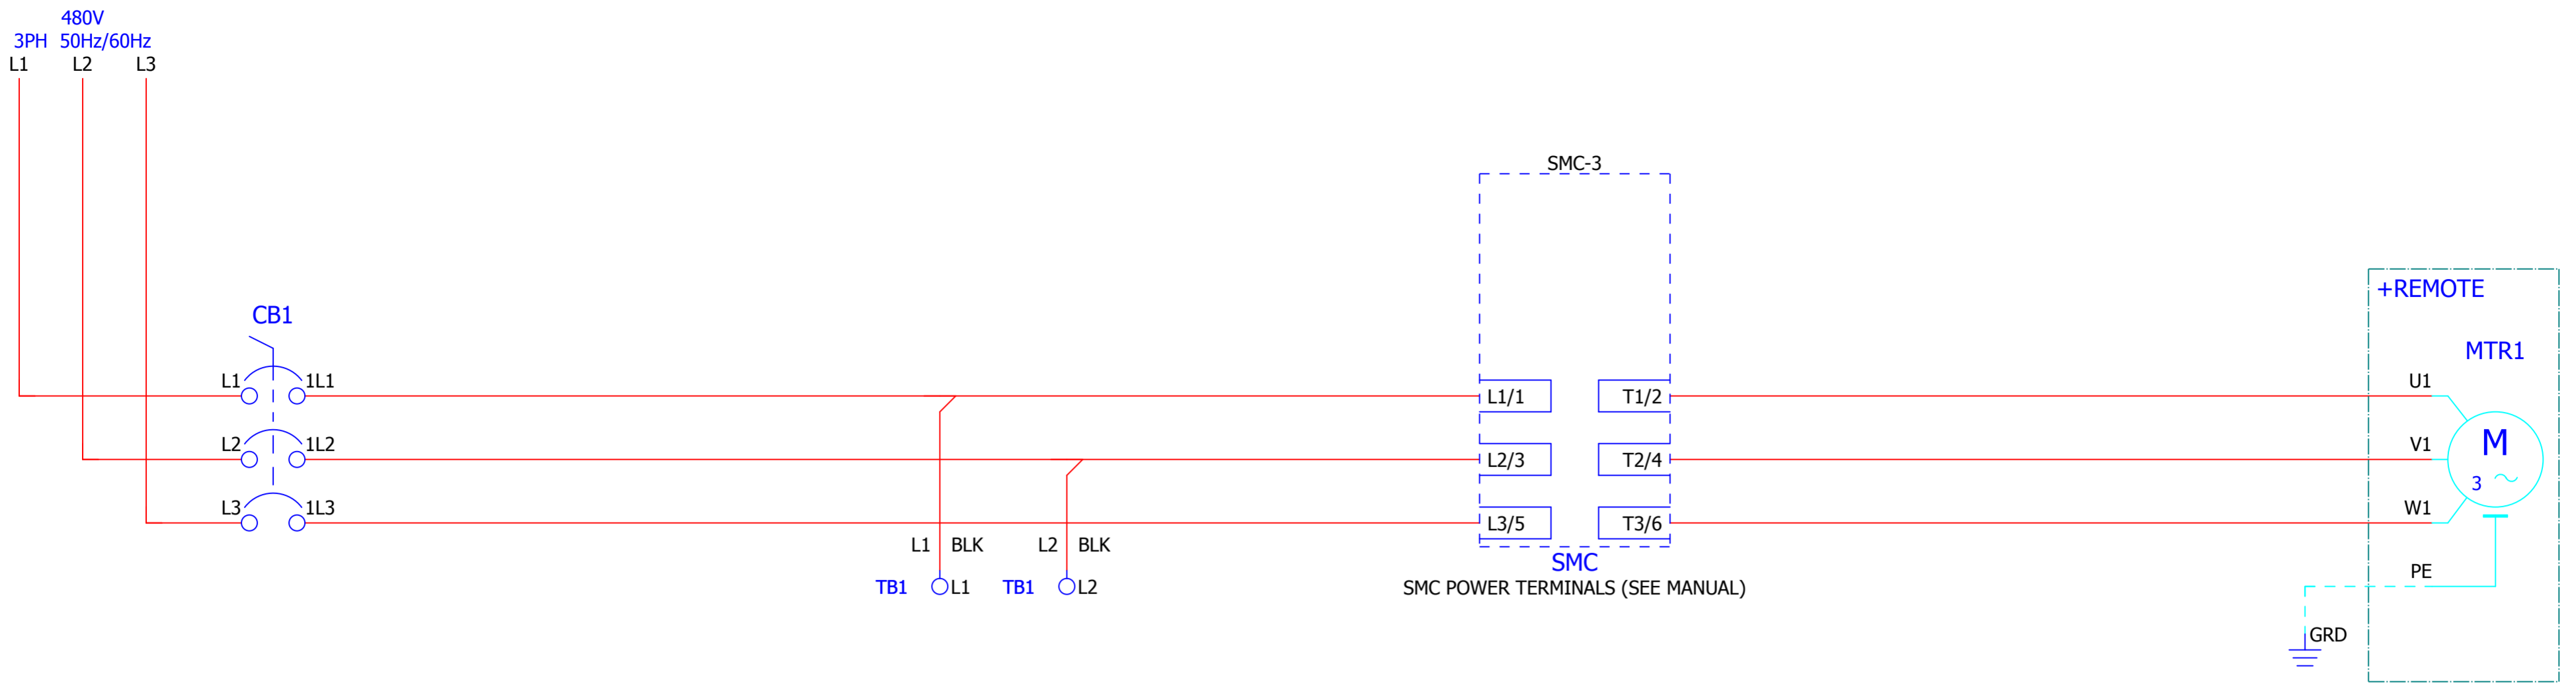 480V
3PH 50Hz/60Hz
L1 L2 L3
SMC-3
+REMOTE
CB1
MTR1
L1 1L1 L1/1 T1/2 U1
L2 1L2 L2/3 T2/4 V1
M
3
L3 1L3 L3/5 T3/6 W1
L1 BLK L2 BLK
SMC
PE
TB1 L1 TB1 L2 SMC POWER TERMINALS (SEE MANUAL)
GRD